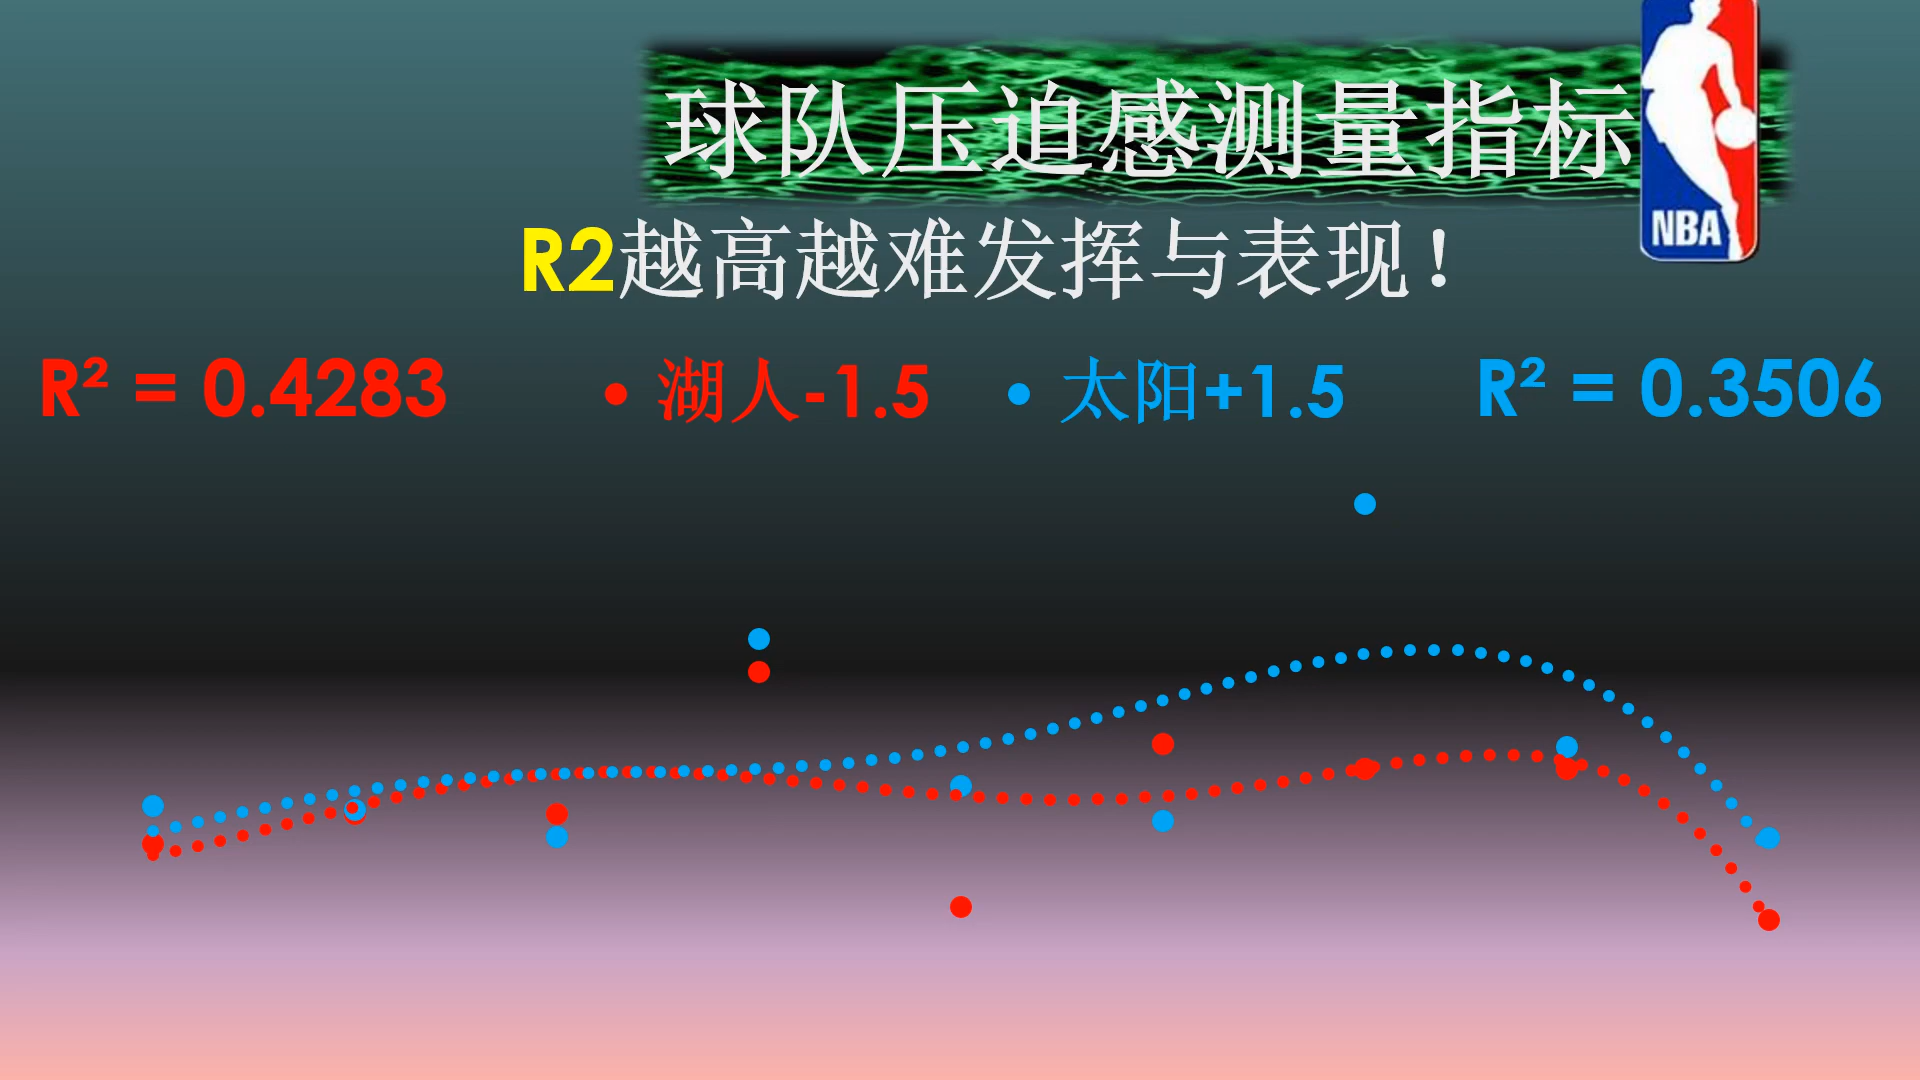 球队压迫感测量指标
NBA
R2越高越难发挥与表现！
R² = 0.4283
湖人-1.5
太阳+1.5
R² = 0.3506